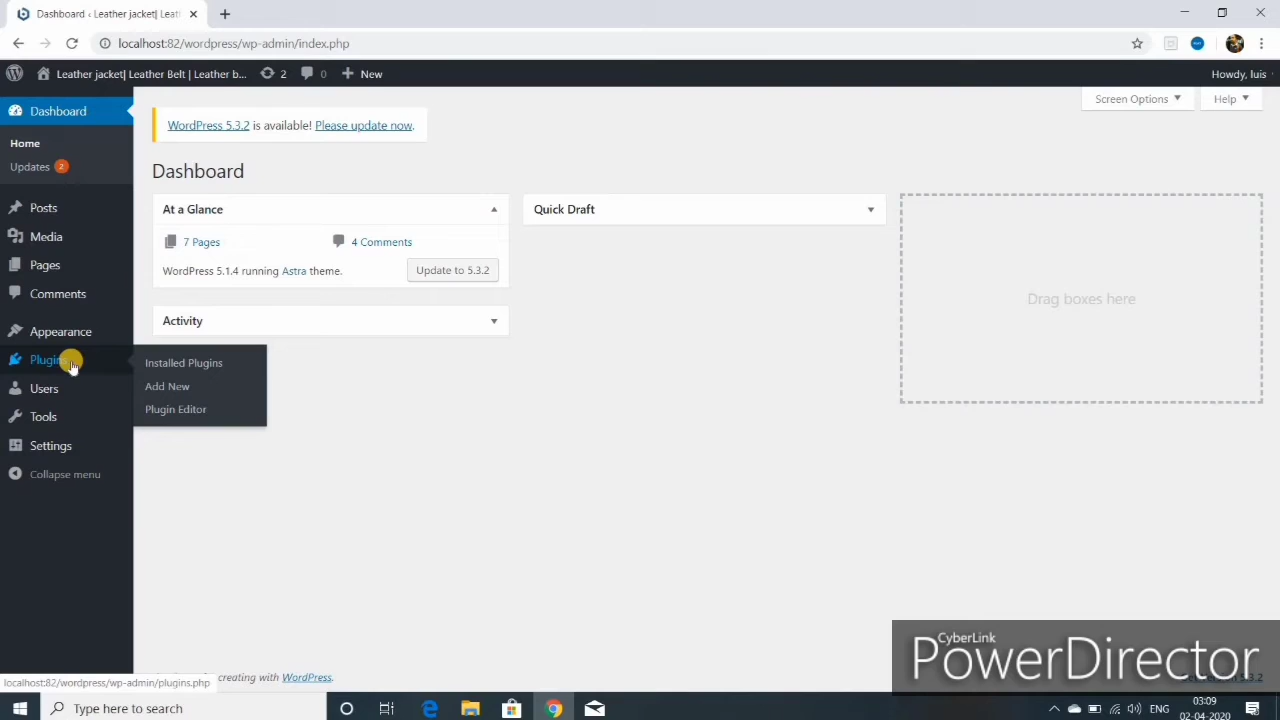 Dashboard ‹ Leather jacket| Leat
localhost:82/wordpress/wp-admin/index.php
Leather jacket| Leather Belt | Leather b...
2
0
New
Howdy, luis
Dashboard
Home
Updates 2
Posts
Media
Pages
Comments
Appearance
Plugins
Users
Tools
Settings
Collapse menu
Installed Plugins
Add New
Plugin Editor
Screen Options
Help
WordPress 5.3.2 is available! Please update now.
Dashboard
At a Glance
7 Pages
4 Comments
WordPress 5.1.4 running Astra theme.
Update to 5.3.2
Activity
Quick Draft
Drag boxes here
creating with WordPress.
CyberLink
PowerDirector
localhost:82/wordpress/wp-admin/plugins.php
Type here to search
ENG
03:09
02-04-2020